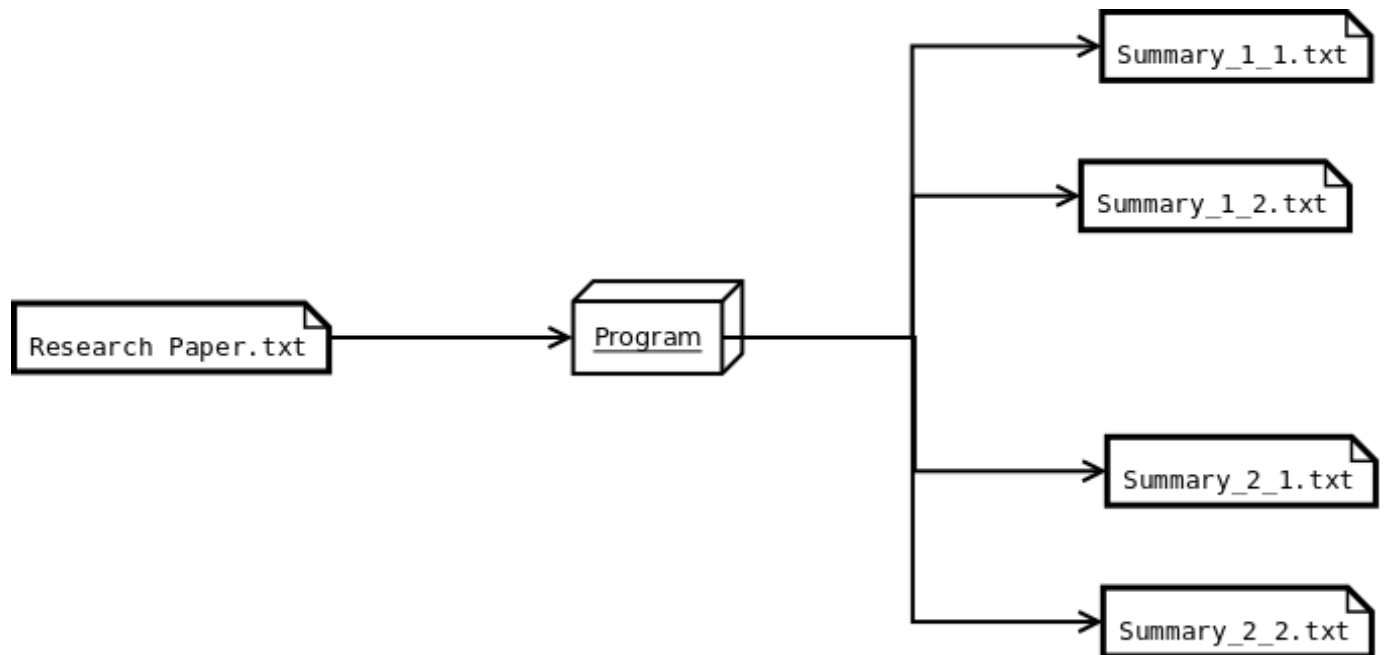 Summary_1_1.txt
Summary_1_2.txt
Research Paper.txt
Program
Summary_2_1.txt
Summary_2_2.txt